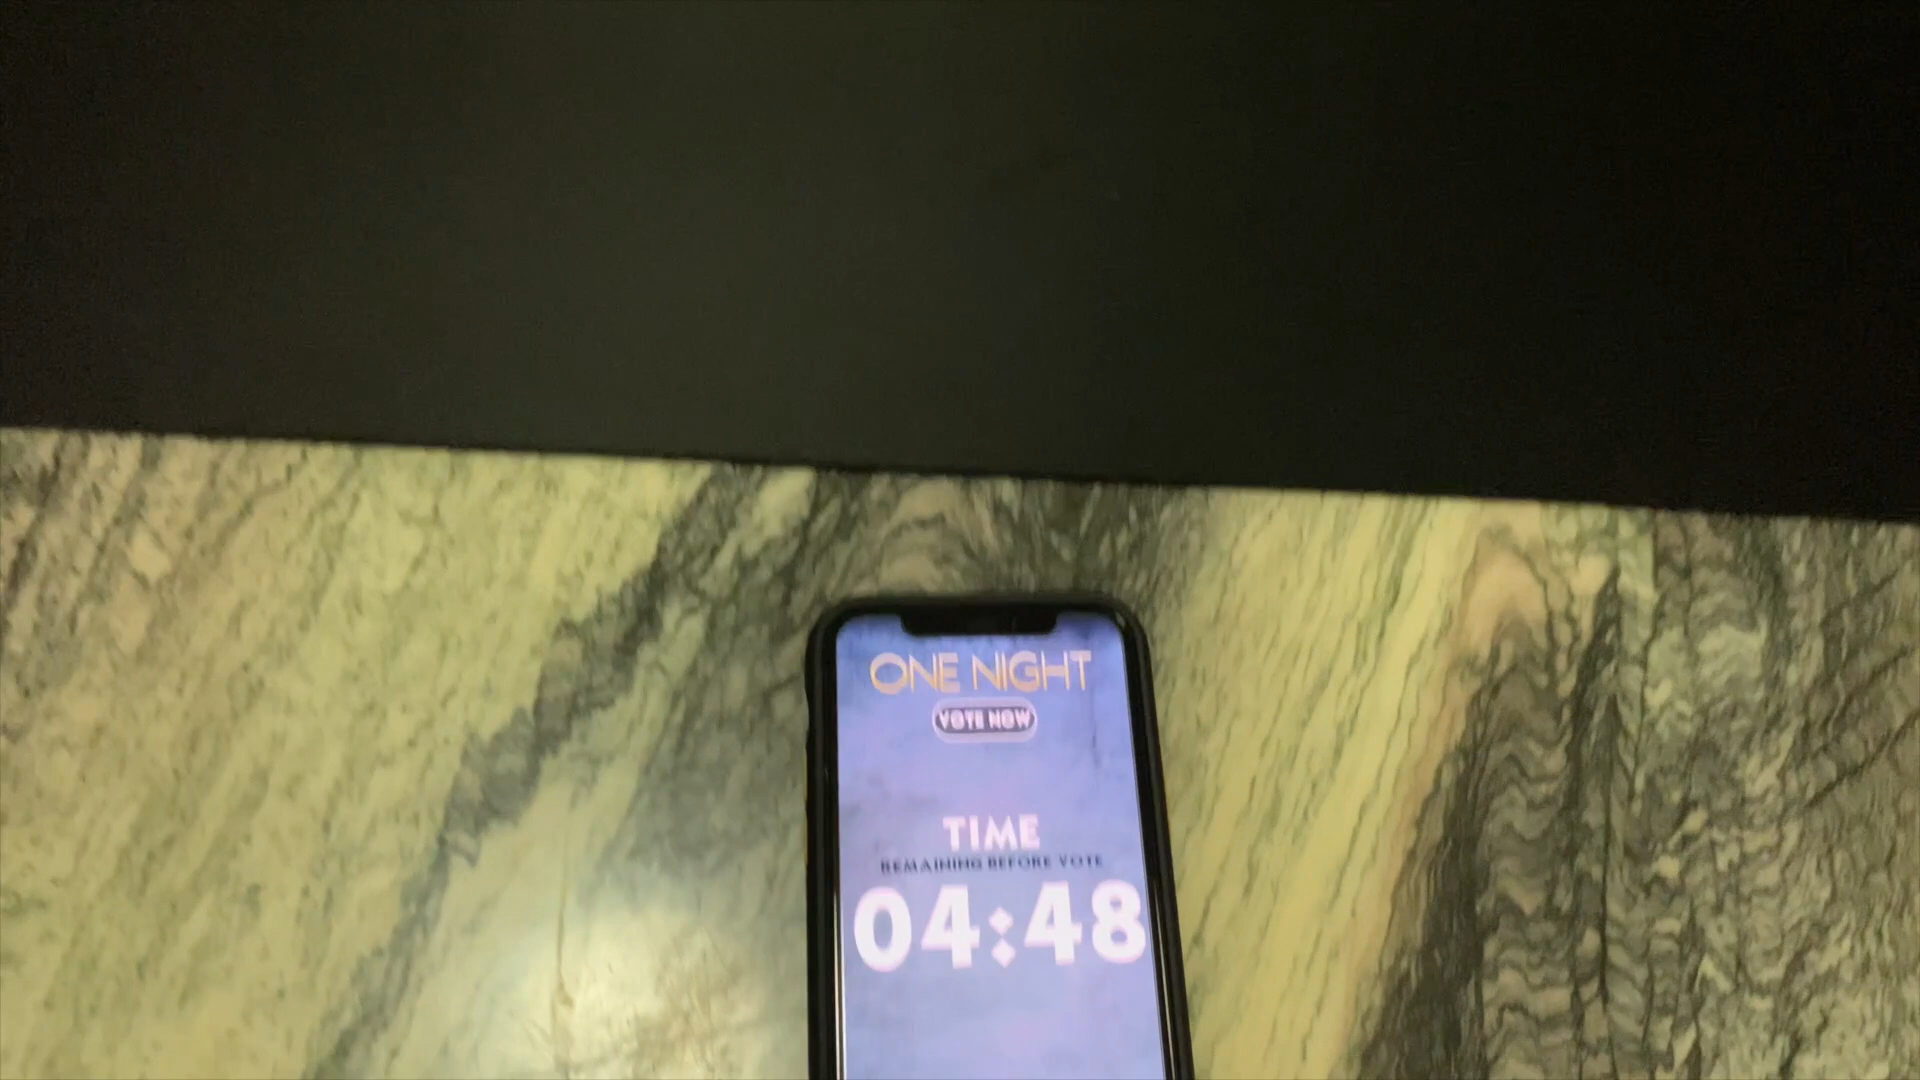 ONE NIGHT
VOTE NOW
TIME
REMAINING BEFORE VOTE
04:48